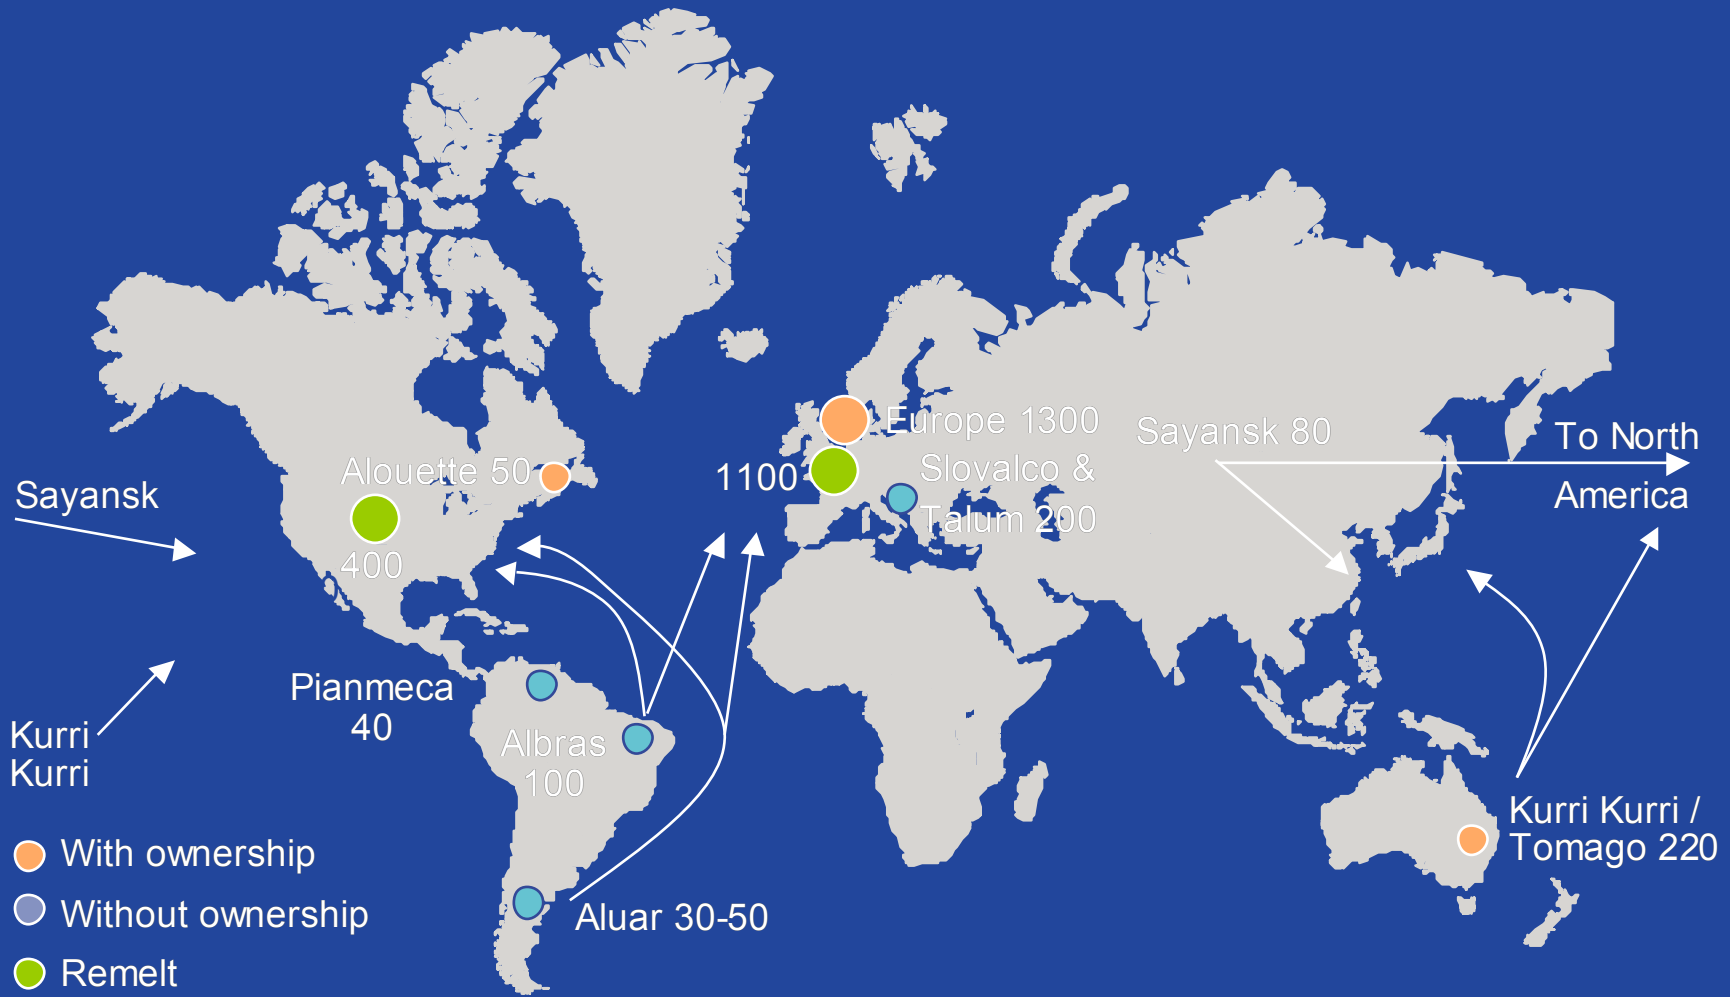 Europe 1300
Sayansk 80
To North
America
Alouette 50
1100
Slovalco &
Talum 200
Sayansk
400
Pianmeca
40
Kurri
Kurri
Albras
100
Kurri Kurri /
Tomago 220
With ownership
Without ownership
Aluar 30-50
Remelt